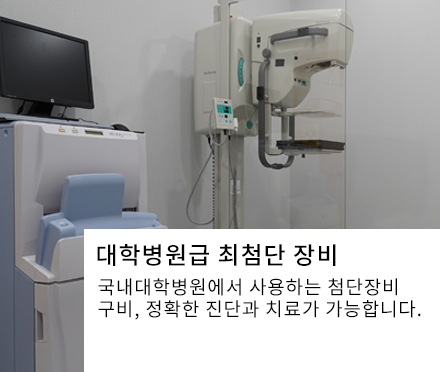 대학병원급 최첨단 장비
국내대학병원에서 사용하는 첨단장비
구비, 정확한 진단과 치료가 가능합니다.